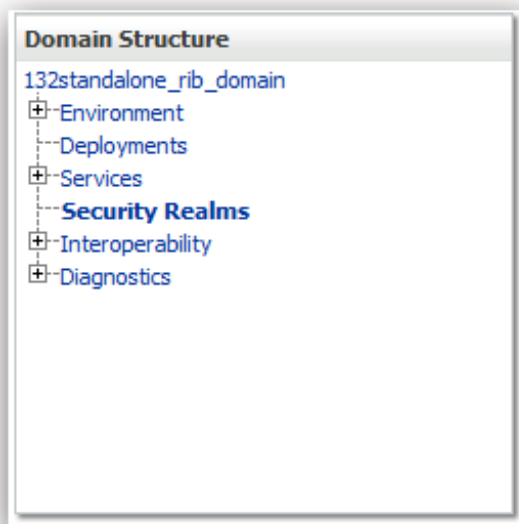 Domain Structure
132standalone_rib_domain
Environment
Deployments
Services
Security Realms
Interoperability
Diagnostics